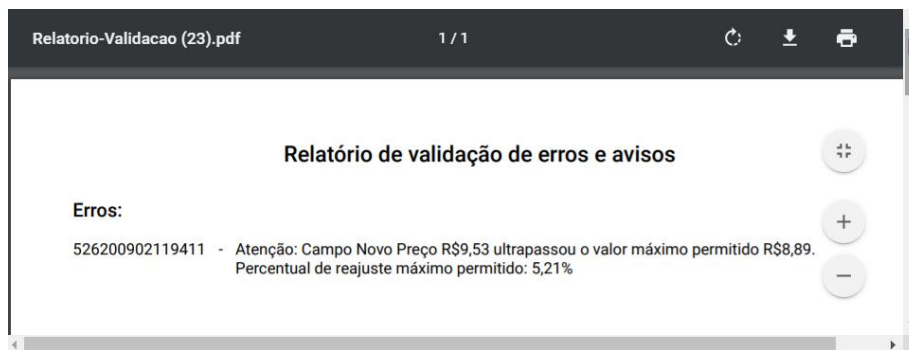 Relatorio-Validacao (23).pdf
1 / 1
Relatório de validação de erros e avisos
Erros:
526200902119411 - Atenção: Campo Novo Preço R$9,53 ultrapassou o valor máximo permitido R$8,89.
Percentual de reajuste máximo permitido: 5,21%